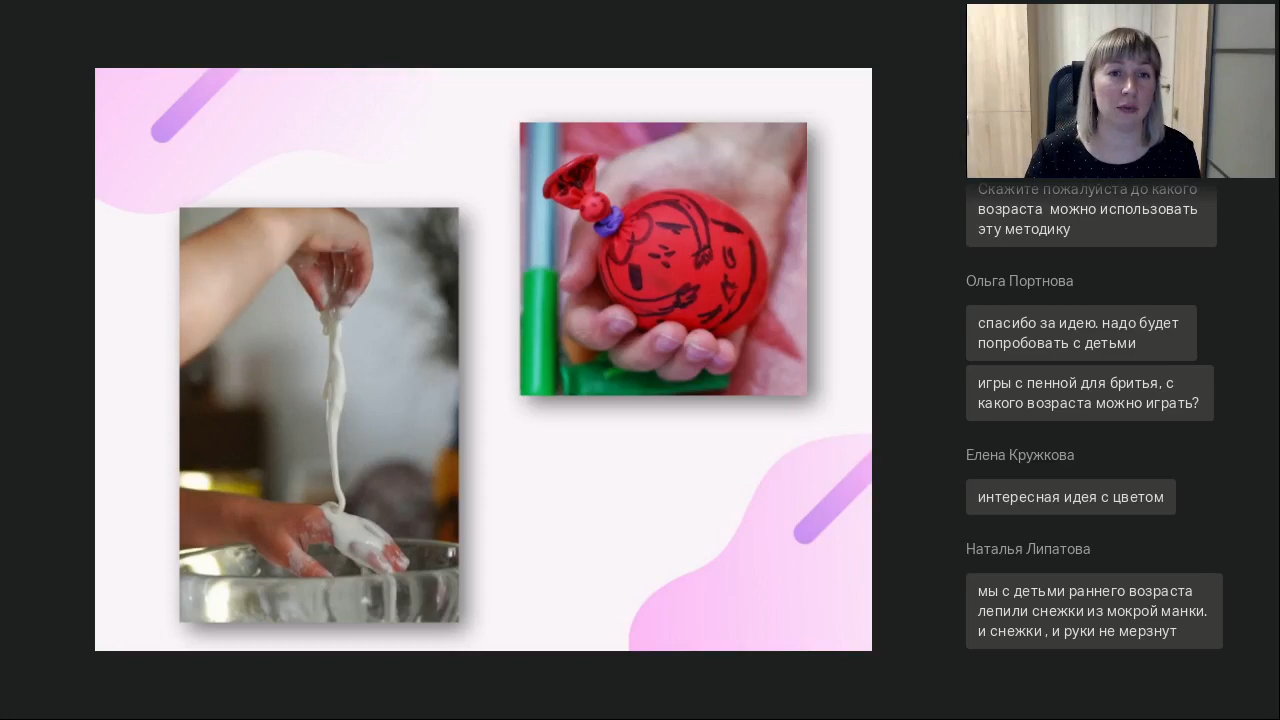 Скажите пожалуйста до какого
возраста можно использовать
эту методику
Ольга Портнова
спасибо за идею. надо будет
попробовать с детьми
игры с пенной для бритья, с
какого возраста можно играть?
Елена Кружкова
интересная идея с цветом
Наталья Липатова
мы с детьми раннего возраста
лепили снежки из мокрой манки.
и снежки , и руки не мерзнут